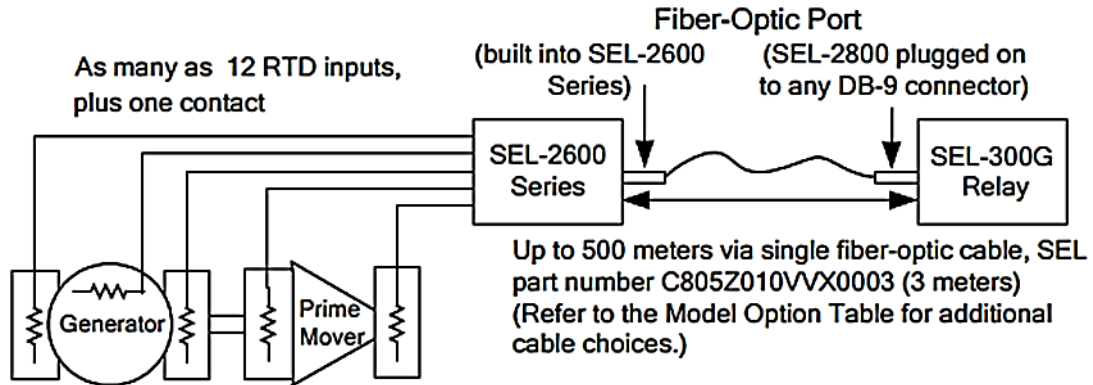 Fiber-Optic Port
As many as 12 RTD inputs,
plus one contact
(built into SEL-2600
Series)
(SEL-2800 plugged on
to any DB-9 connector)
SEL-2600
Series
SEL-300G
Relay
Up to 500 meters via single fiber-optic cable, SEL
part number C805Z010VVX0003 (3 meters)
(Refer to the Model Option Table for additional
cable choices.)
Generator
Prime
Mover